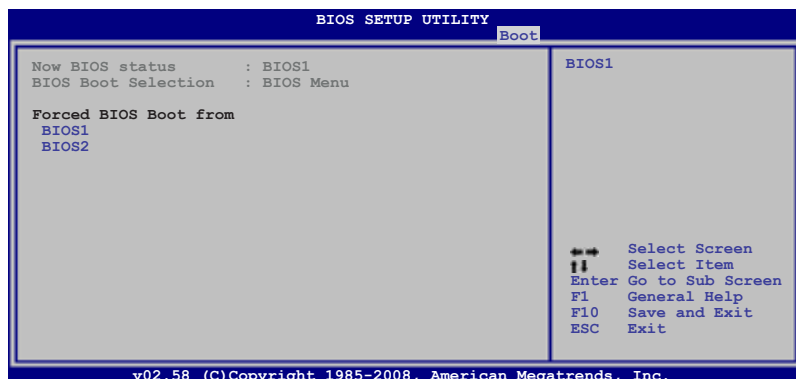 BIOS SETUP UTILITY
Boot
Now BIOS status : BIOS1
BIOS Boot Selection : BIOS Menu
Forced BIOS Boot from
BIOS1
BIOS2
BIOS1
Select Screen
Select Item
Enter Go to Sub Screen
F1 General Help
F10 Save and Exit
ESC Exit
v02.58 (C)Copyright 1985-2008, American Megatrends, Inc.